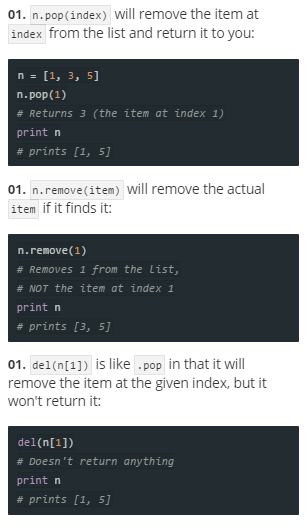 01. n.pop(index) will remove the item at
index from the list and return it to you:
n = [1, 3, 5]
n.pop(1)
# Returns 3 (the item at index 1)
print n
# prints [1, 5]
01. n.remove(item) will remove the actual
item if it finds it:
n.remove(1)
# Removes 1 from the list,
# NOT the item at index 1
print n
# prints [3, 5]
01. del(n[1]) is like .pop in that it will
remove the item at the given index, but it
won't return it:
del(n[1])
# Doesn't return anything
print n
# prints [1, 5]